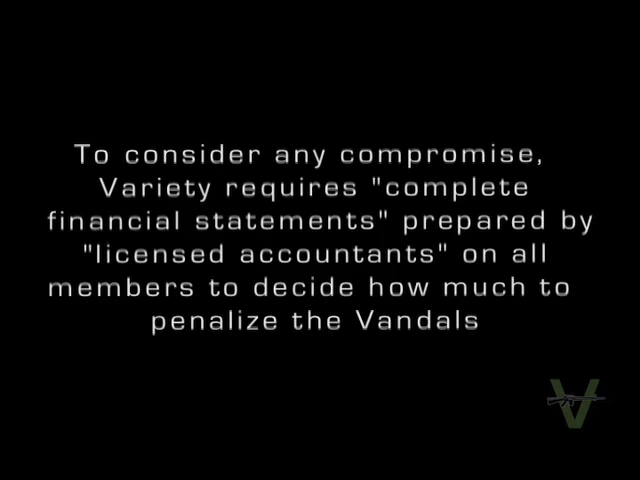 To consider any compromise,
Variety requires "complete
financial statements" prepared by
"licensed accountants" on all
members to decide how much to
penalize the Vandals
V